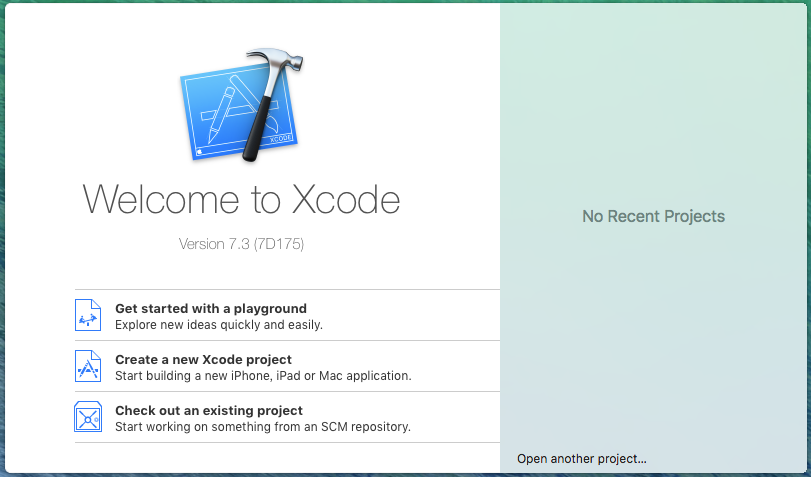 XCODE
Welcome to Xcode
Version 7.3 (7D175)
Get started with a playground
Explore new ideas quickly and easily.
Create a new Xcode project
Start building a new iPhone, iPad or Mac application.
Check out an existing project
Start working on something from an SCM repository.
No Recent Projects
Open another project...